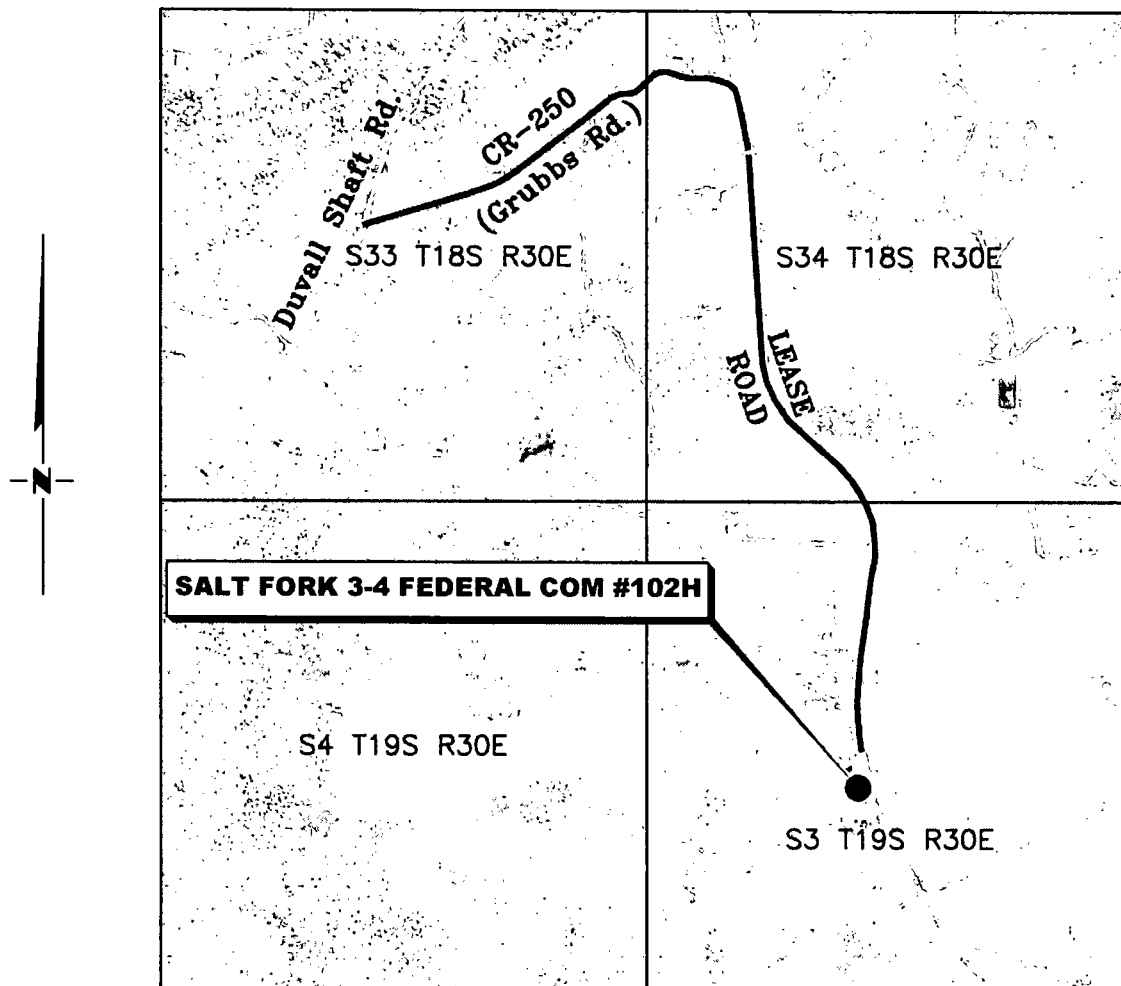 Duvall Shaft Rd.
CR-250
(Grubbs Rd.)
S33 T18S R30E
S34 T18S R30E
LEASE
ROAD
N
SALT FORK 3-4 FEDERAL COM #102H
S4 T19S R30E
S3 T19S R30E